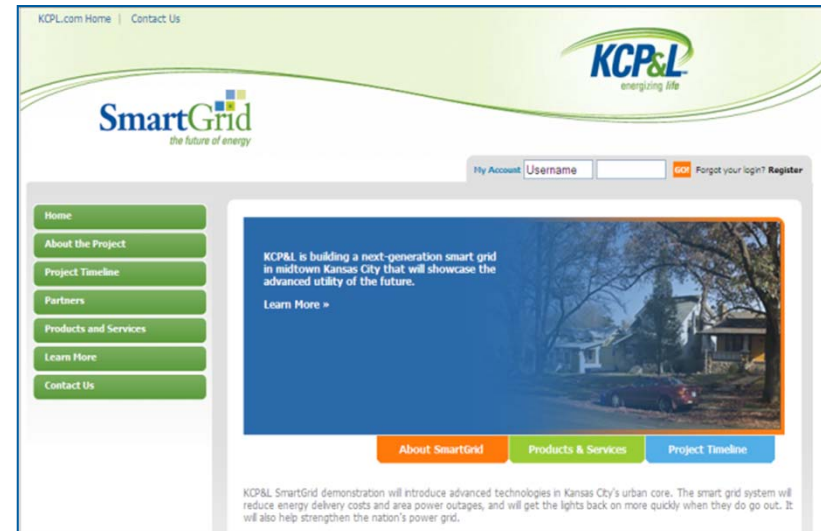 KCPL.com Home | Contact Us
KCP&L
energizing life
SmartGrid
the future of energy
My Account Username GO! Forgot your login? Register
Home
About the Project
Project Timeline
Partners
Products and Services
Learn More
Contact Us
KCP&L is building a next-generation smart grid
in midtown Kansas City that will showcase the
advanced utility of the future.
Learn More »
About SmartGrid Products & Services Project Timeline
KCP&L SmartGrid demonstration will introduce advanced technologies in Kansas City's urban core. The smart grid system will
reduce energy delivery costs and area power outages, and will get the lights back on more quickly when they do go out. It
will also help strengthen the nation's power grid.